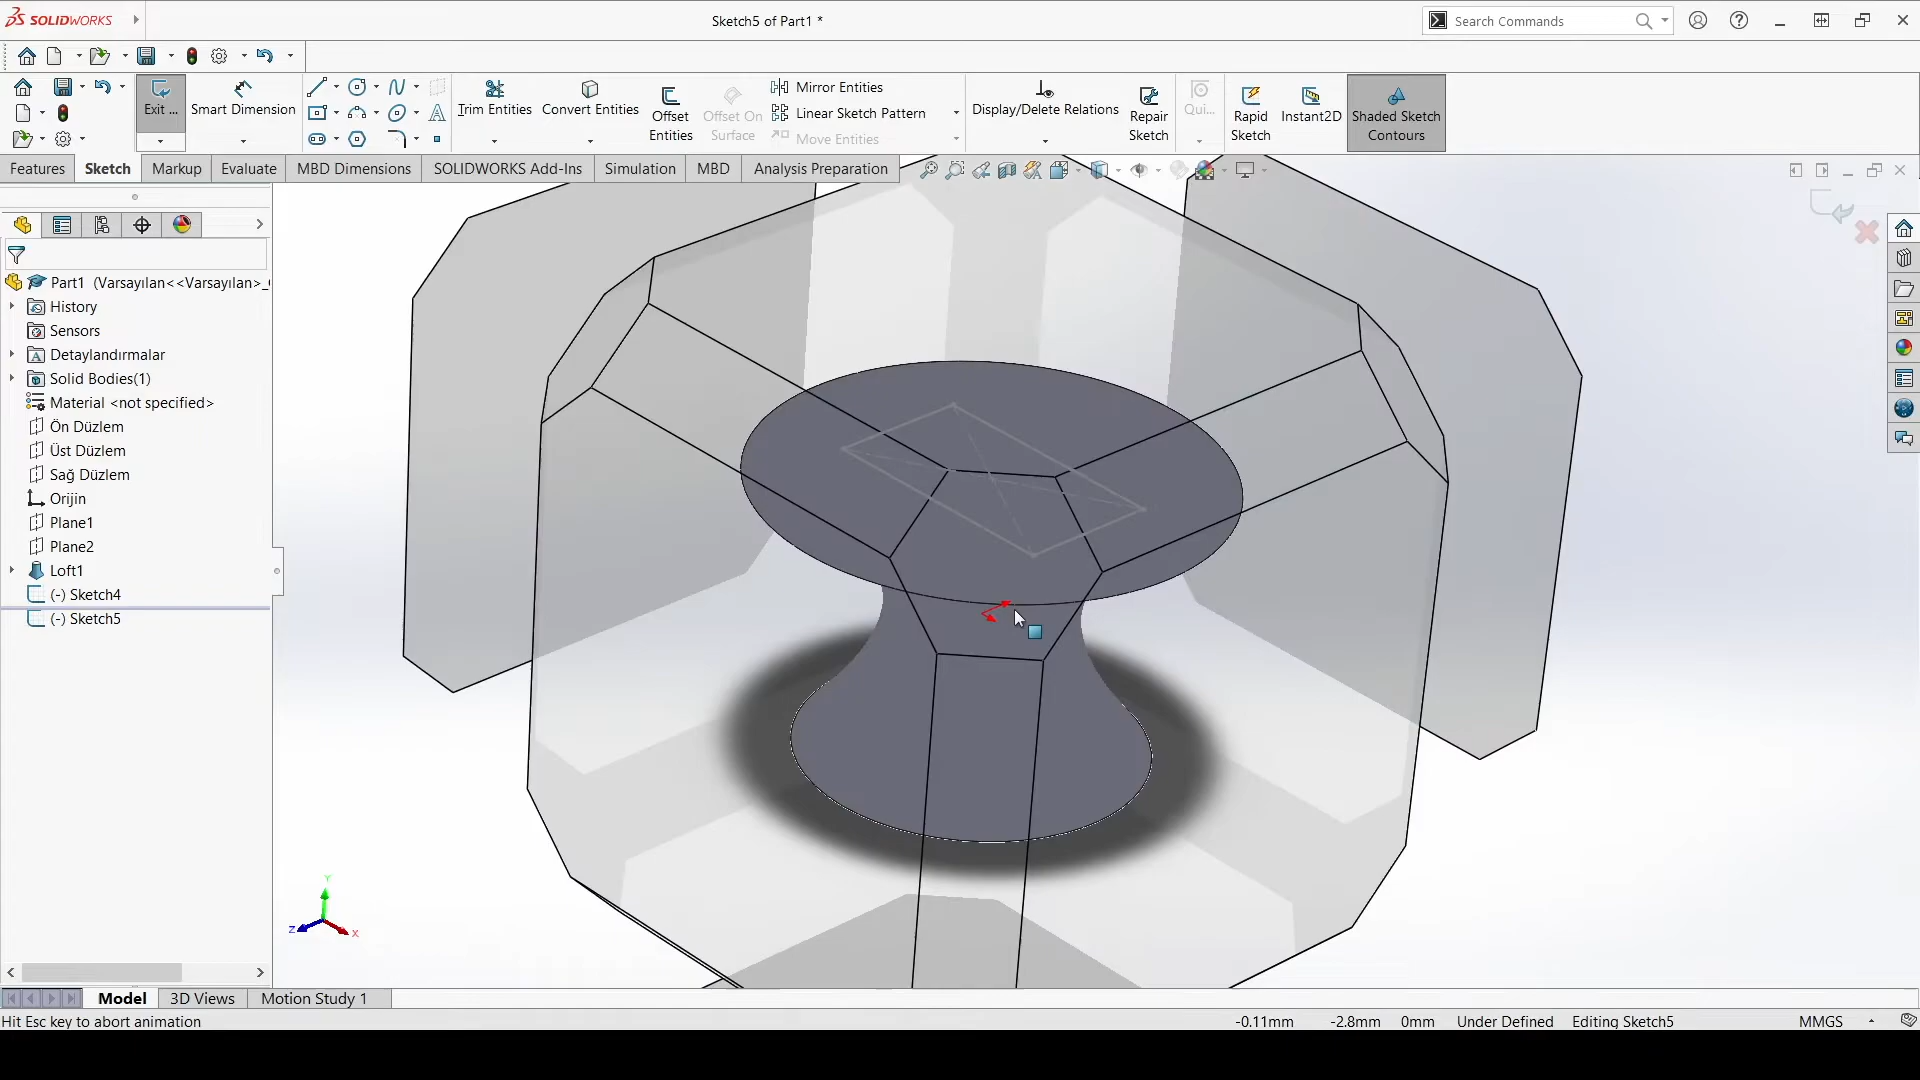 SOLIDWORKS
Sketch5 of Part1 *
Search Commands
Exit ...
Smart Dimension
Trim Entities
Convert Entities
Offset Entities
Offset On Surface
Mirror Entities
Linear Sketch Pattern
Move Entities
Display/Delete Relations
Repair Sketch
Qui...
Rapid Sketch
Instant2D
Shaded Sketch Contours
Features
Sketch
Markup
Evaluate
MBD Dimensions
SOLIDWORKS Add-Ins
Simulation
MBD
Analysis Preparation
Part1 (Varsayılan<<Varsayılan>_
History
Sensors
Detaylandırmalar
Solid Bodies(1)
Material <not specified>
Ön Düzlem
Üst Düzlem
Sağ Düzlem
Orijin
Plane1
Plane2
Loft1
(-) Sketch4
(-) Sketch5
Y
Z
X
Model
3D Views
Motion Study 1
Hit Esc key to abort animation
-0.11mm
-2.8mm
0mm
Under Defined
Editing Sketch5
MMGS